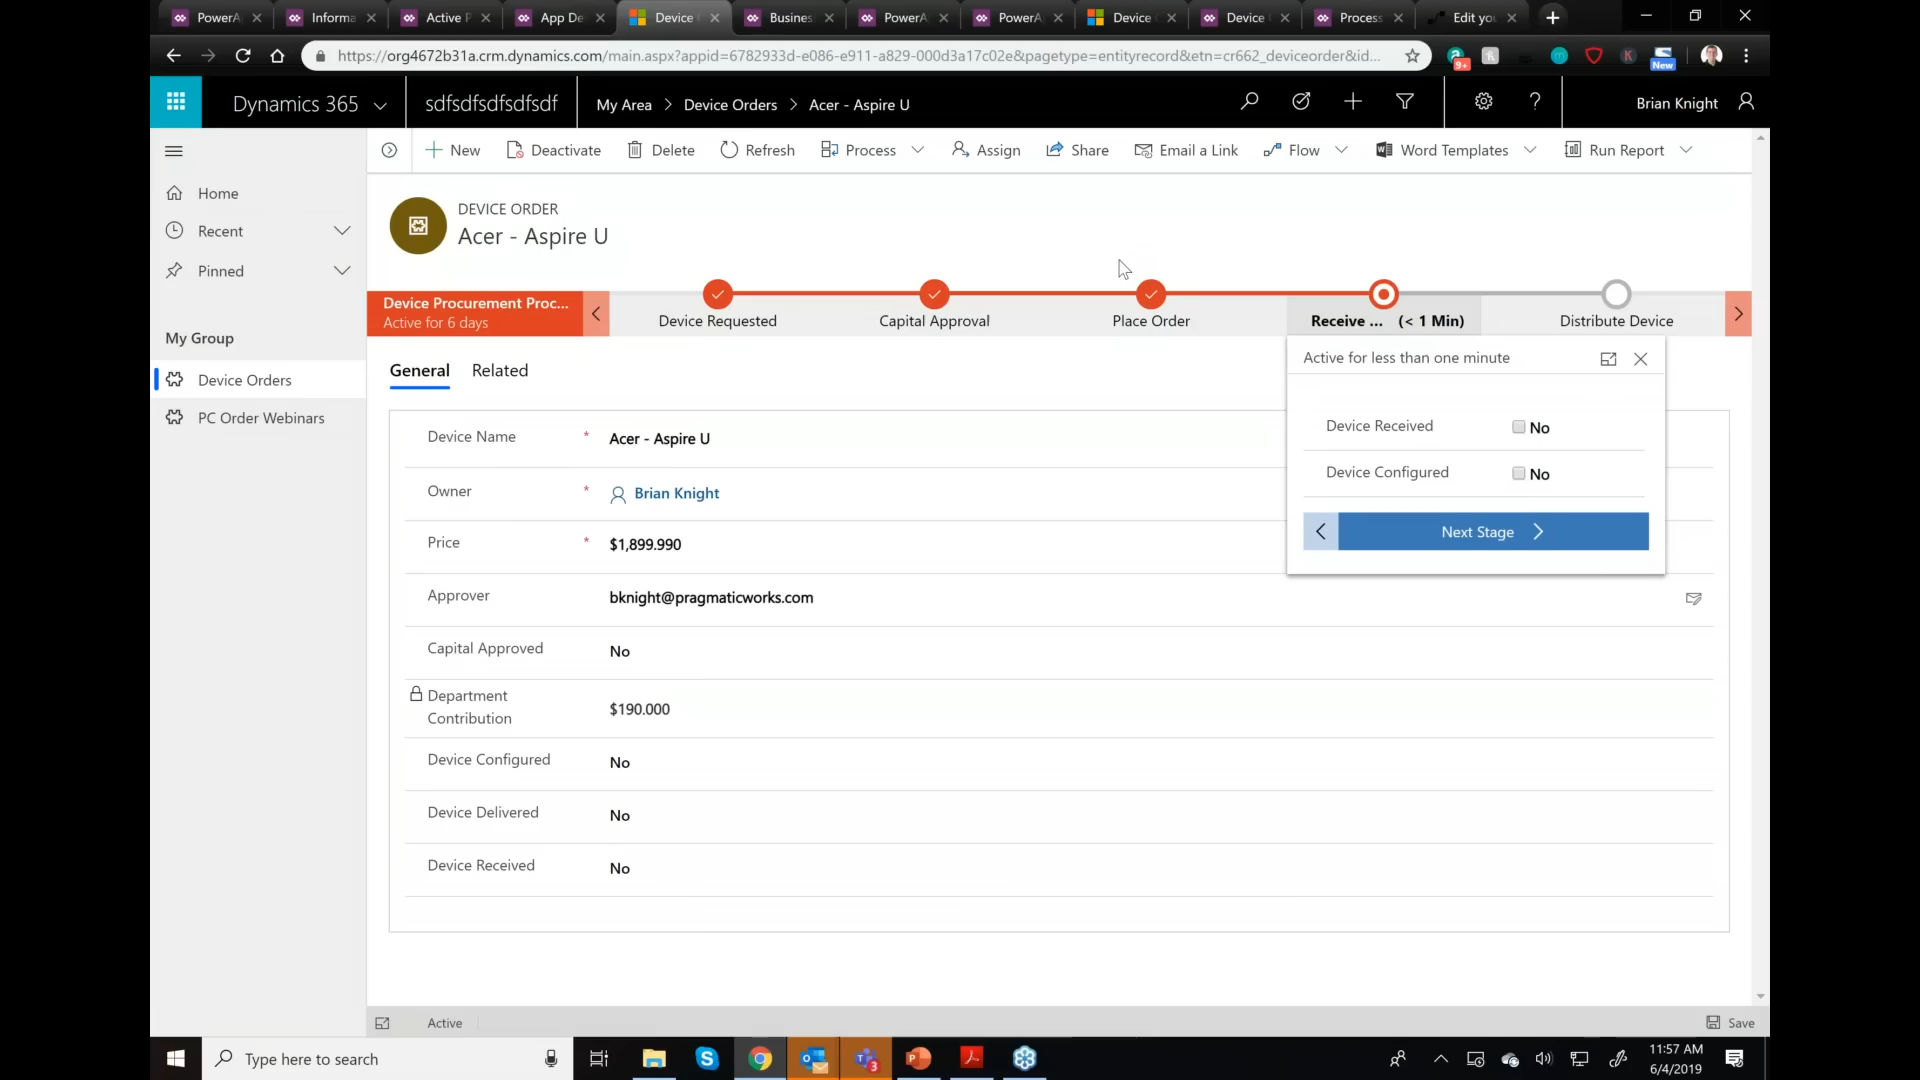 PowerA
Informa
Active P
App De
Device
Busines
PowerA
PowerA
Device
Device
Process
Edit yo
https://org4672b31a.crm.dynamics.com/main.aspx?appid=6782933d-e086-e911-a829-000d3a17c02e&pagetype=entityrecord&etn=cr662_deviceorder&id...
9+
New
Dynamics 365
sdfsdfsdfsdfsdf
My Area > Device Orders > Acer - Aspire U
Brian Knight
New
Deactivate
Delete
Refresh
Process
Assign
Share
Email a Link
Flow
Word Templates
Run Report
Home
Recent
Pinned
My Group
Device Orders
PC Order Webinars
DEVICE ORDER
Acer - Aspire U
Device Procurement Proc...
Active for 6 days
Device Requested
Capital Approval
Place Order
Receive ... (< 1 Min)
Distribute Device
Active for less than one minute
Device Received No
Device Configured No
Next Stage
General
Related
Device Name * Acer - Aspire U
Owner * Brian Knight
Price * $1,899.990
Approver bknight@pragmaticworks.com
Capital Approved No
Department
Contribution
$190.000
Device Configured No
Device Delivered No
Device Received No
Active
Save
Type here to search
3
11:57 AM
6/4/2019